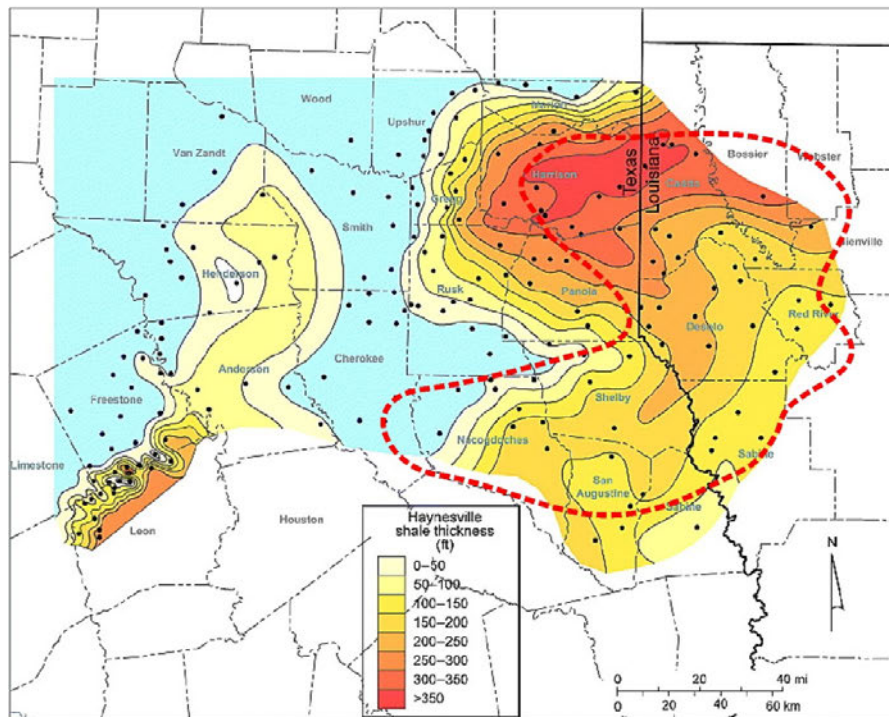 Wood
Marion
Upshur
Van Zandt
Harrison
Texas
Louisiana
Bossier
Webster
Caddo
Gregg
Smith
Bienville
Henderson
Rusk
Panola
Desoto
Red River
Cherokee
Anderson
Freestone
Shelby
Nacogdoches
Limestone
Sabine
San
Augustine
Sabine
Leon
Houston
Haynesville
shale thickness
(ft)
0–50
50–100
100–150
150–200
200–250
250–300
300–350
>350
N
0 20 40 mi
0 20 40 60 km